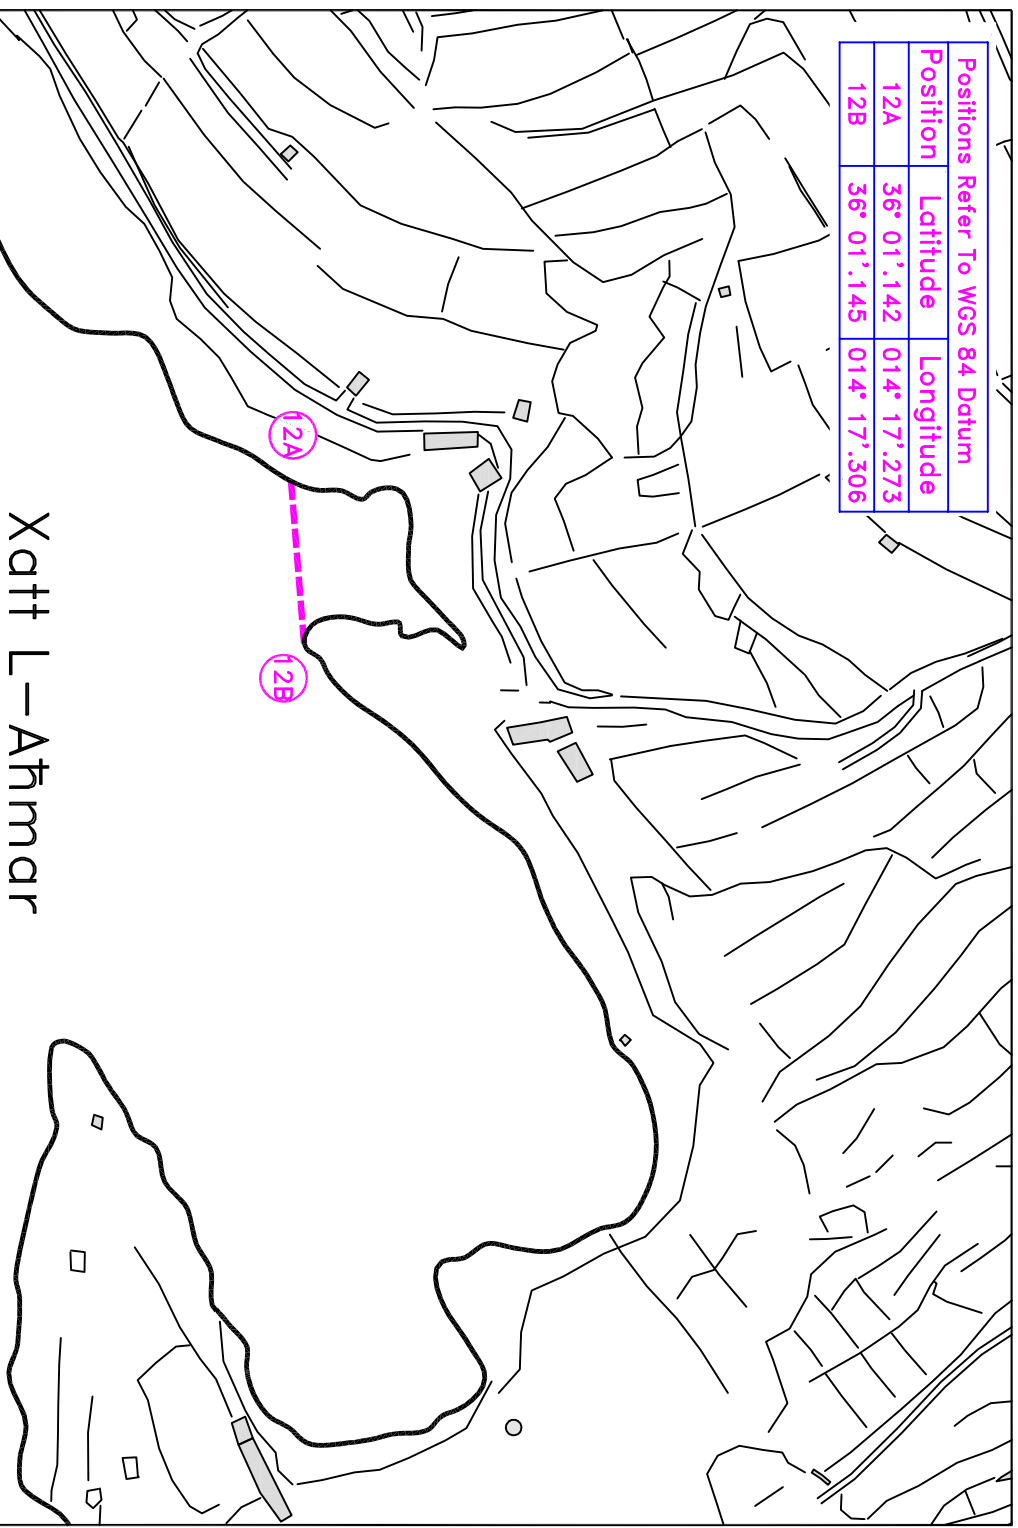 Positions Refer To WGS 84 Datum
Position Latitude Longitude
12A 36° 01'.142 014° 17'.273
12B 36° 01'.145 014° 17'.306
12A
12B
Xatt L-Aħmar